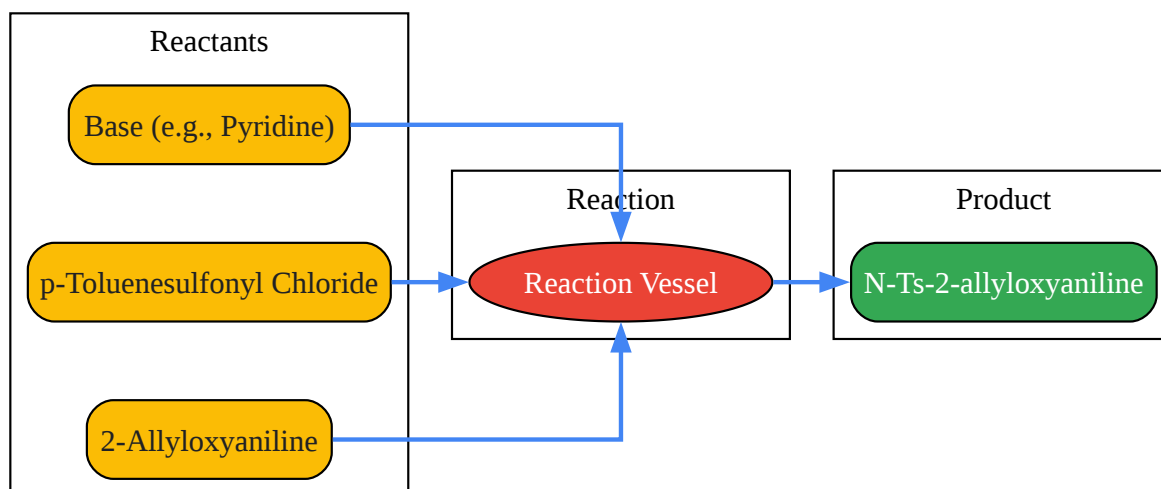 Reactants
Base (e.g., Pyridine)
p-Toluenesulfonyl Chloride
2-Allyloxyaniline
Reaction
Reaction Vessel
Product
N-Ts-2-allyloxyaniline